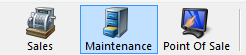 Sales
Maintenance
Point Of Sale